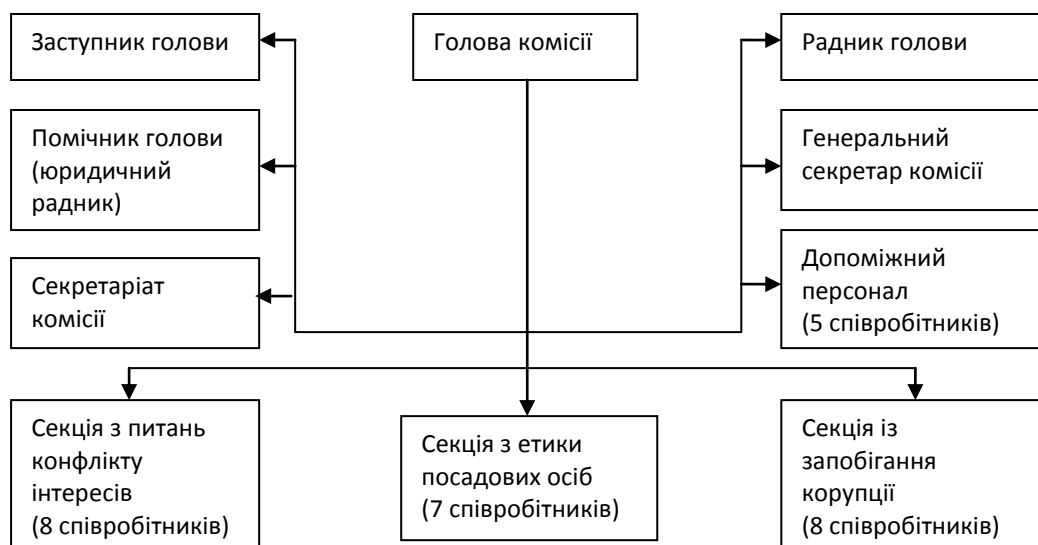 Заступник голови
Голова комісії
Радник голови
Помічник голови
(юридичний
радник)
Генеральний
секретар комісії
Секретаріат
комісії
Допоміжний
персонал
(5 співробітників)
Секція з питань
конфлікту
інтересів
(8 співробітників)
Секція з етики
посадових осіб
(7 співробітників)
Секція із
запобігання
корупції
(8 співробітників)